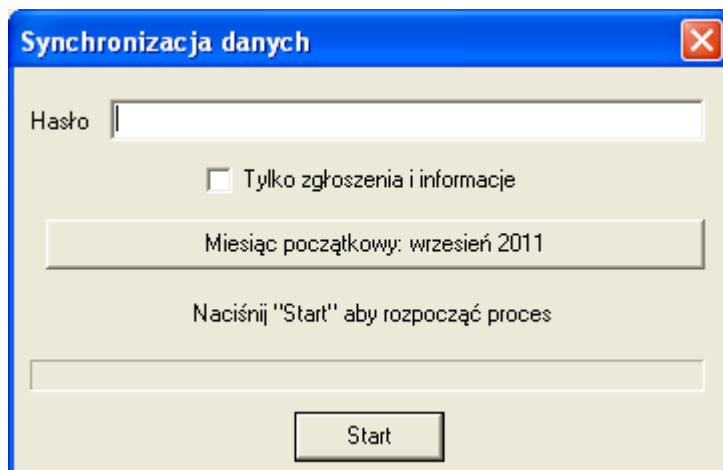 Synchronizacja danych
Hasło
Tylko zgłoszenia i informacje
Miesiąc początkowy: wrzesień 2011
Naciśnij "Start" aby rozpocząć proces
Start